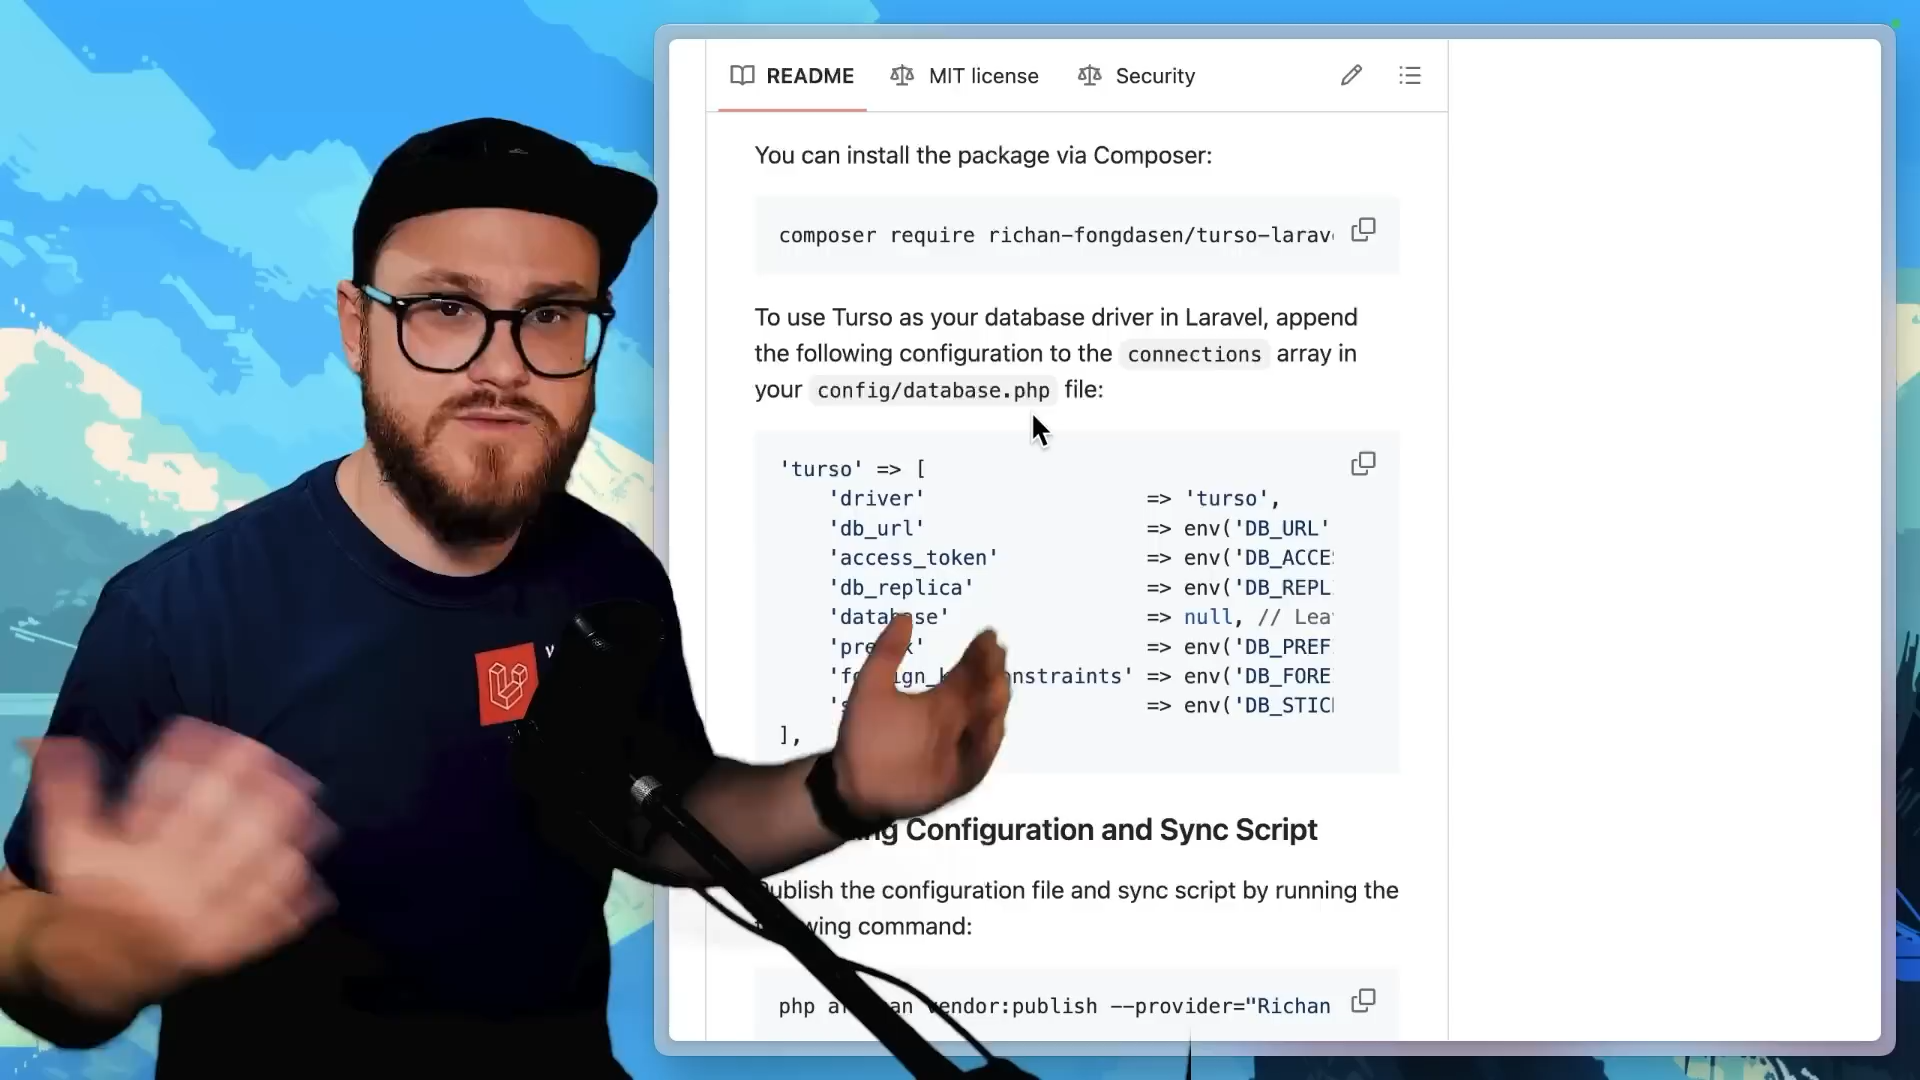 README MIT license Security
You can install the package via Composer:
composer require richan-fongdasen/turso-larav
To use Turso as your database driver in Laravel, append
the following configuration to the connections array in
your config/database.php file:
'turso' => [
'driver' => 'turso',
'db_url' => env('DB_URL'
'access_token' => env('DB_ACCE
'db_replica' => env('DB_REPL
'database' => null, // Lea
=> env('DB_PREF
onstraints' => env('DB_FORE
=> env('DB_STIC
],
Configuration and Sync Script
Publish the configuration file and sync script by running the
command:
php vendor:publish --provider="Richan